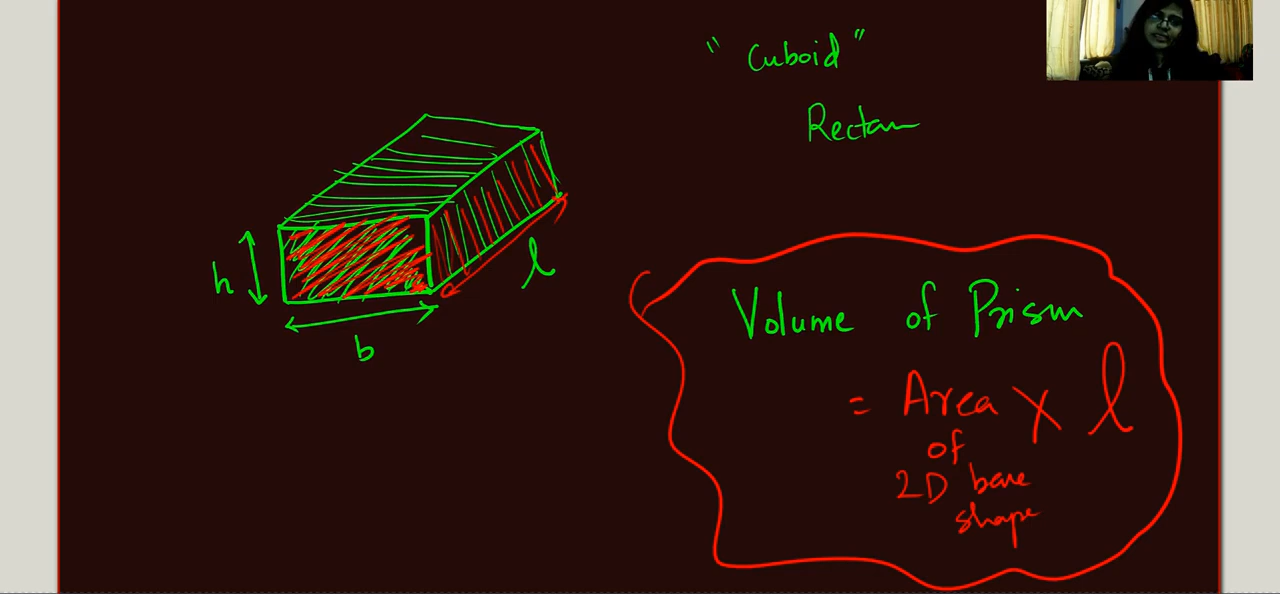 "Cuboid"
Rectan
h
l
b
Volume of Prism
= Area X l
of
2D base
shape